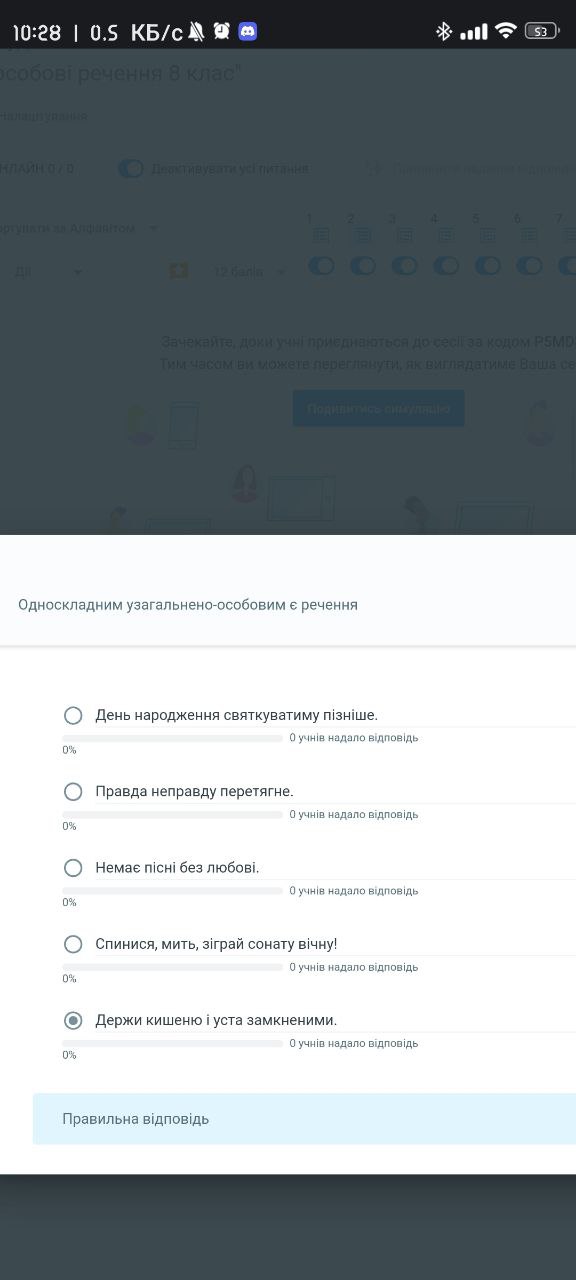 10:28 | 0.5 КБ/с 53
особові речення 8 клас"
Налаштування
НЛАЙН 0 / 0 Деактивувати усі питання
ортувати за Алфавітом 1 2 3 4 5 6 7
Дії 12 балів
Зачекайте, доки учні приєднаються до сесії за кодом P5MD
Тим часом ви можете переглянути, як виглядатиме Ваша се
Подивитись симуляцію
Односкладним узагальнено-особовим є речення
День народження святкуватиму пізніше.
0 учнів надало відповідь
0%
Правда неправду перетягне.
0 учнів надало відповідь
0%
Немає пісні без любові.
0 учнів надало відповідь
0%
Спинися, мить, зіграй сонату вічну!
0 учнів надало відповідь
0%
Держи кишеню і уста замкненими.
0 учнів надало відповідь
0%
Правильна відповідь